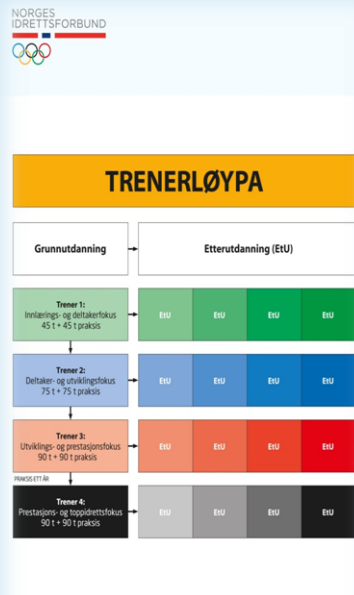 NORGES
IDRETTSFORBUND
TRENERLØYPA
Grunnutdanning
Etterutdanning (EtU)
Trener 1:
Innlærings- og deltakerfokus
45 t + 45 t praksis
EtU EtU EtU EtU
Trener 2:
Deltaker- og utviklingsfokus
75 t + 75 t praksis
EtU EtU EtU EtU
Trener 3:
Utviklings- og prestasjonsfokus
90 t + 90 t praksis
EtU EtU EtU EtU
PRAKSIS ETT ÅR
Trener 4:
Prestasjons- og toppidrettsfokus
90 t + 90 t praksis
EtU EtU EtU EtU